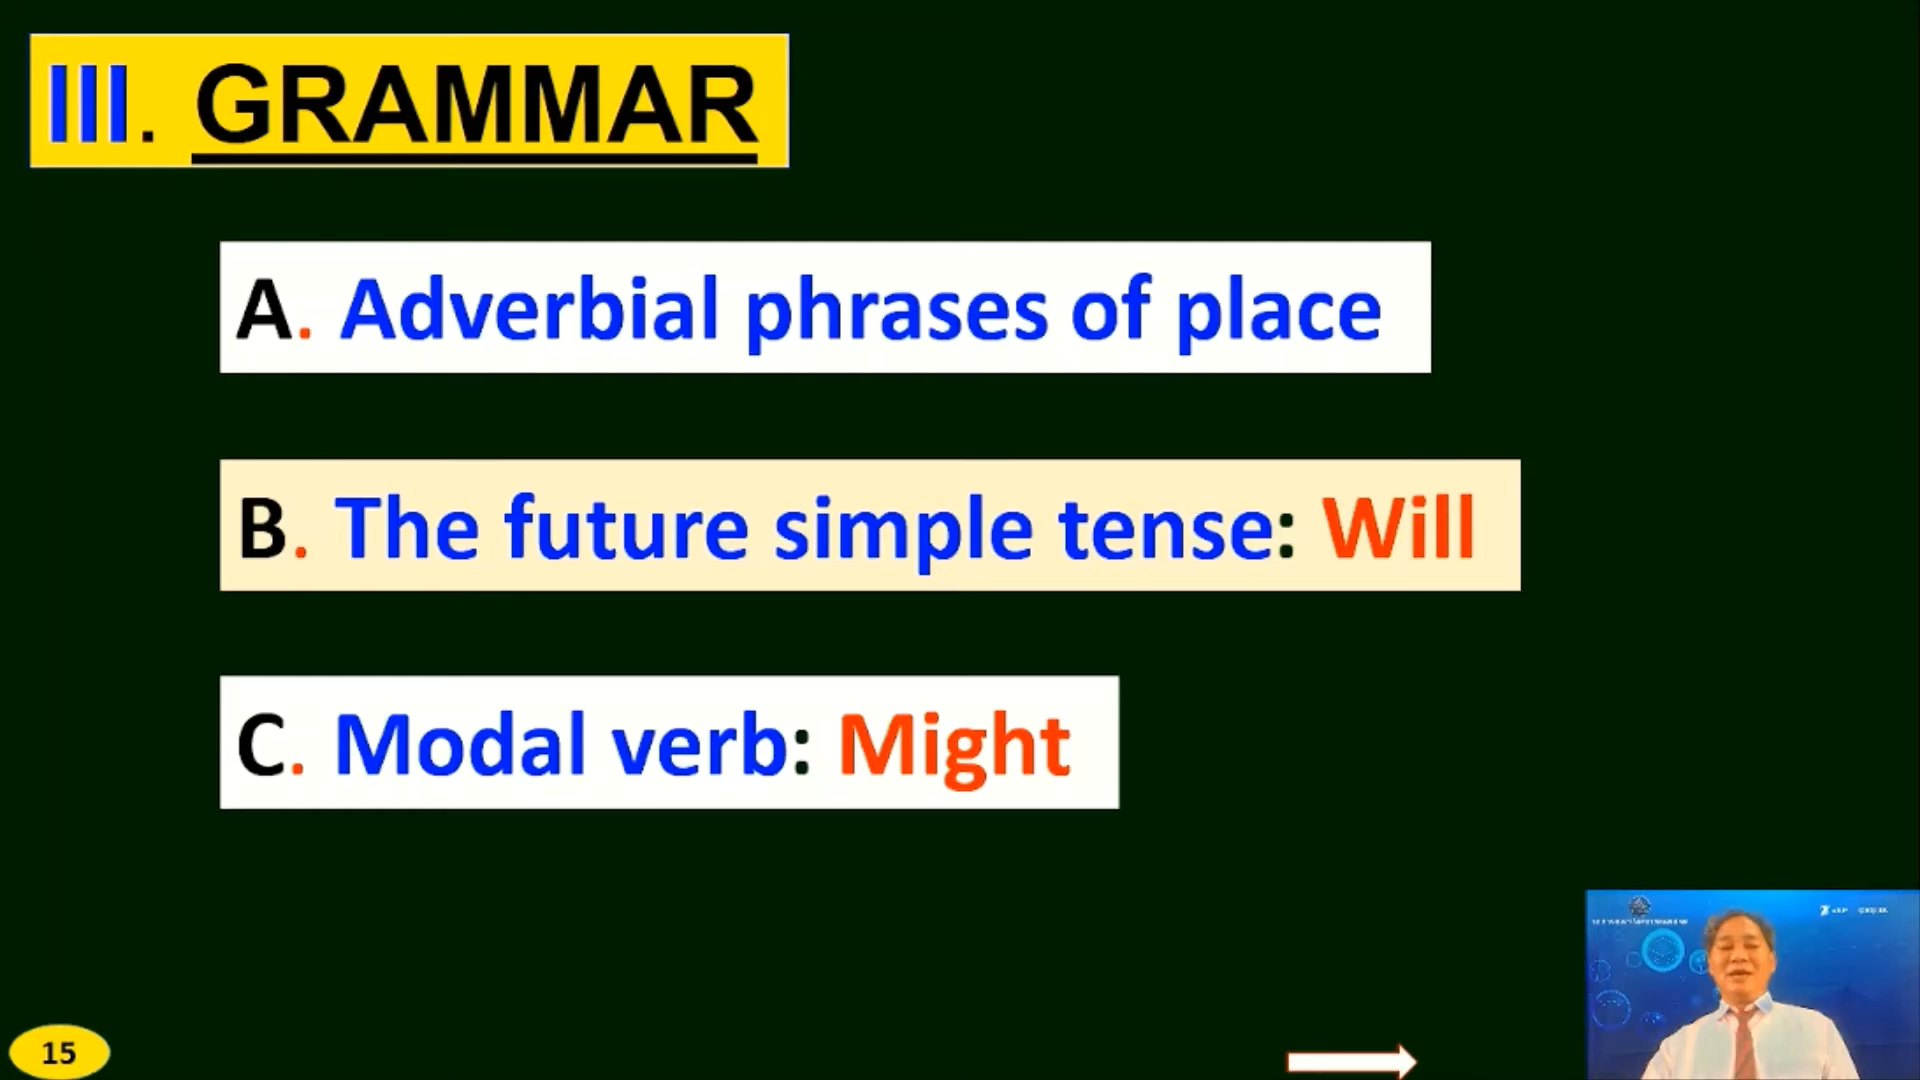 III. GRAMMAR
A. Adverbial phrases of place
B. The future simple tense: Will
C. Modal verb: Might
15